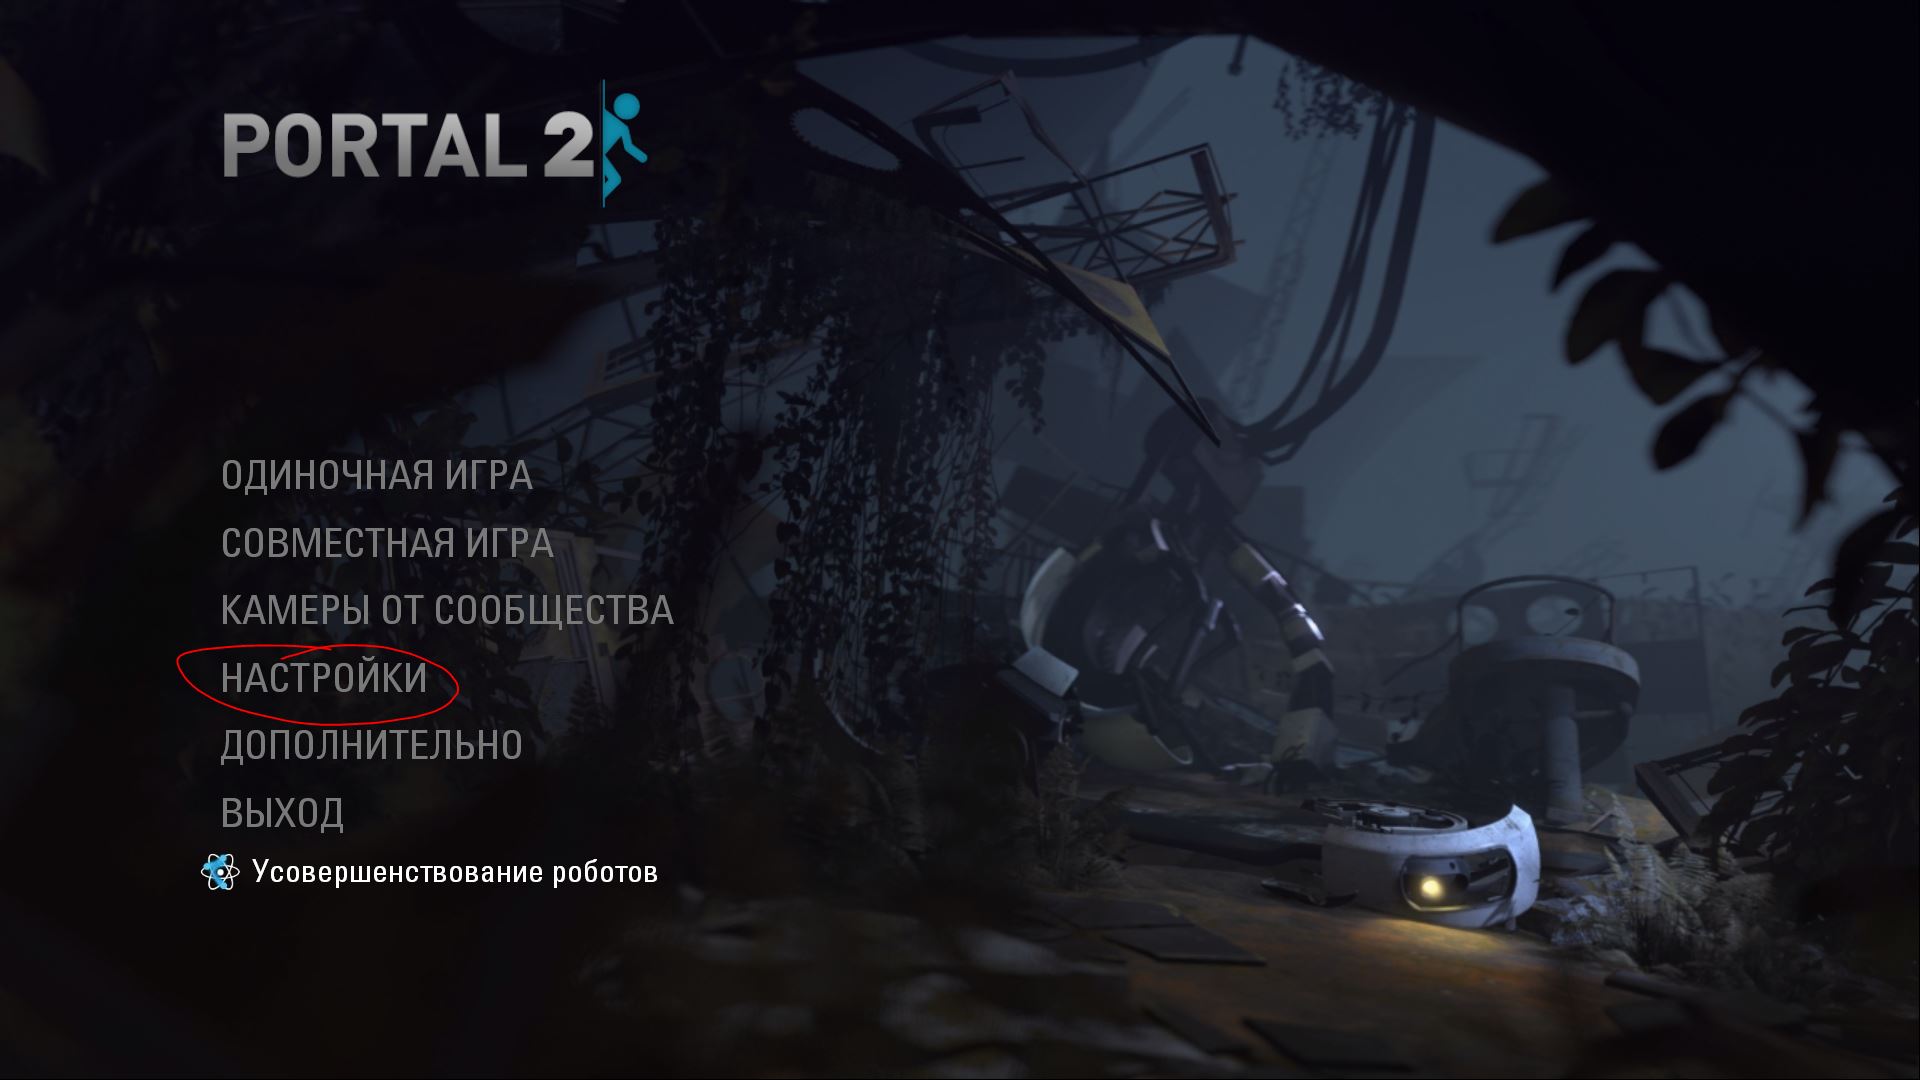 PORTAL 2
ОДИНОЧНАЯ ИГРА
СОВМЕСТНАЯ ИГРА
КАМЕРЫ ОТ СООБЩЕСТВА
НАСТРОЙКИ
ДОПОЛНИТЕЛЬНО
ВЫХОД
Усовершенствование роботов